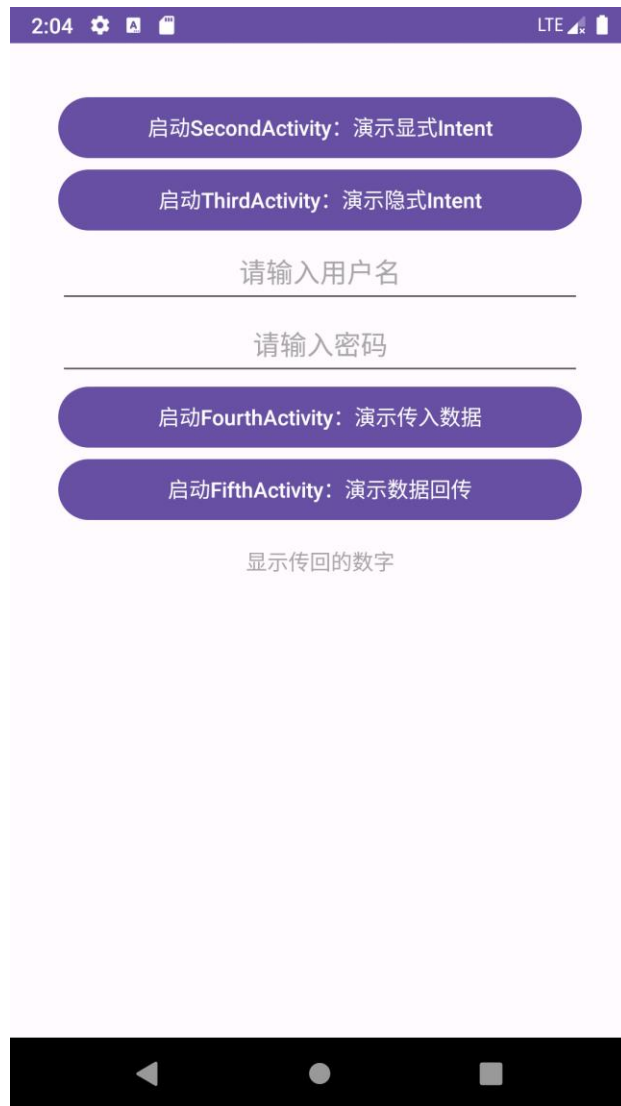 2:04 LTE
启动SecondActivity：演示显式Intent
启动ThirdActivity：演示隐式Intent
请输入用户名
请输入密码
启动FourthActivity：演示传入数据
启动FifthActivity：演示数据回传
显示传回的数字